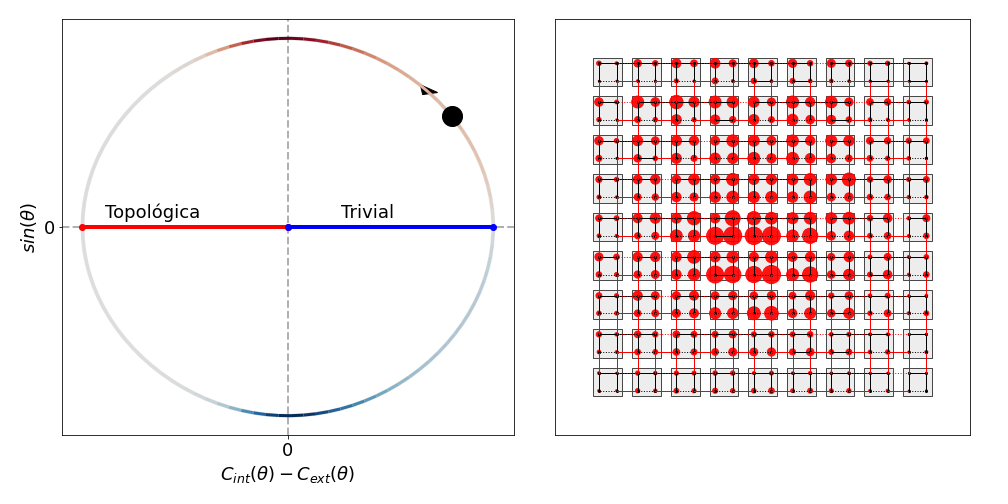 Topológica
Trivial
0
sin(θ)
0
C_int(θ) − C_ext(θ)